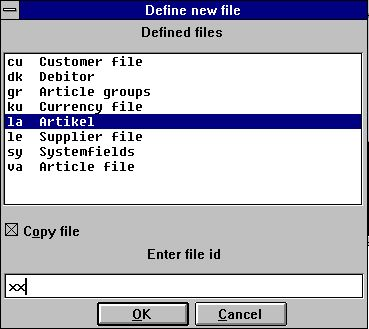 Define new file
Defined files
cu Customer file
dk Debitor
gr Article groups
ku Currency file
la Artikel
le Supplier file
sy Systemfields
va Article file
Copy file
Enter file id
xx
OK Cancel